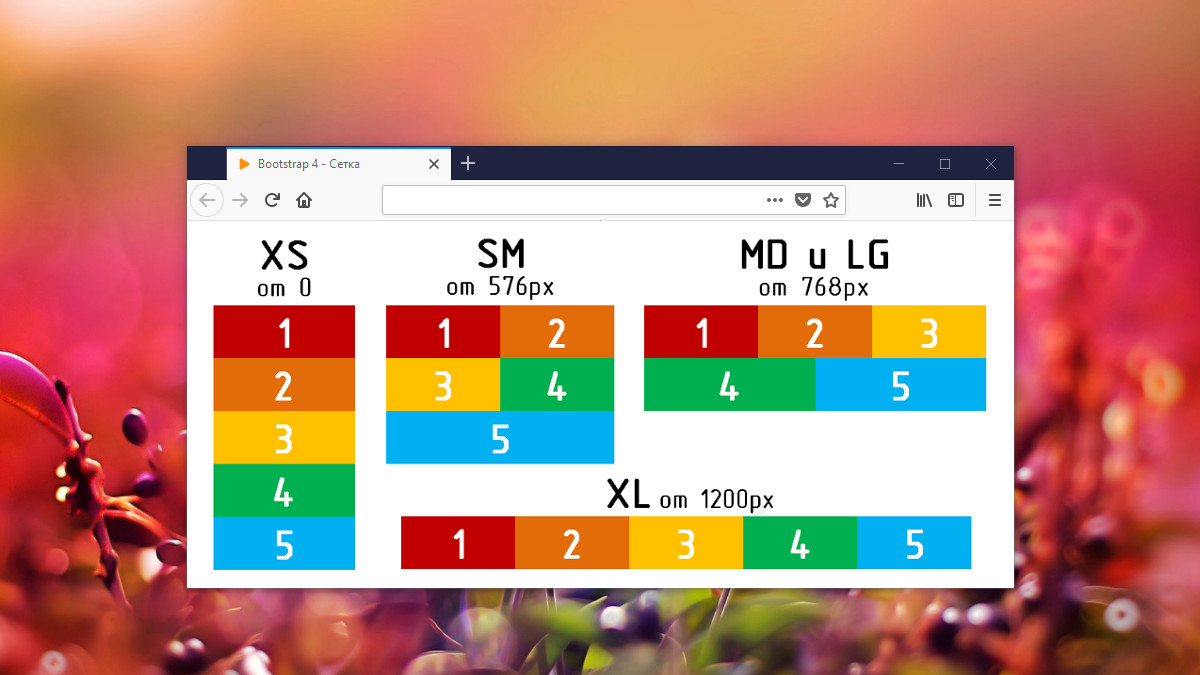 Bootstrap 4 - Сетка
XS
от 0
1
2
3
4
5
SM
от 576px
1 2
3 4
5
MD и LG
от 768px
1 2 3
4 5
XL от 1200px
1 2 3 4 5